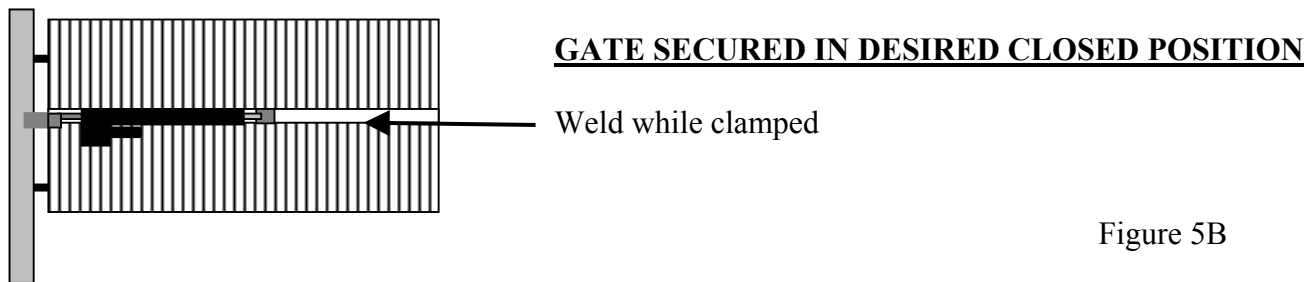 GATE SECURED IN DESIRED CLOSED POSITION
Weld while clamped
Figure 5B